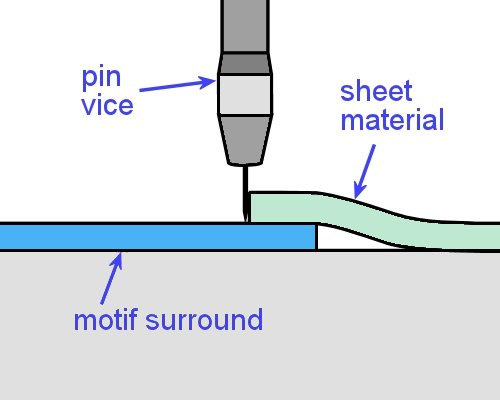 pin
vice
sheet
material
motif surround